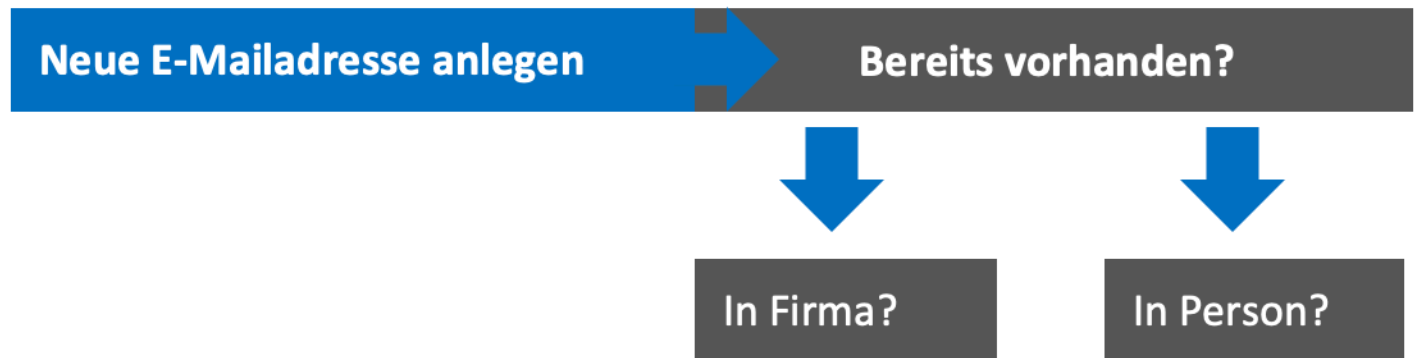 Neue E-Mailadresse anlegen
Bereits vorhanden?
In Firma?
In Person?